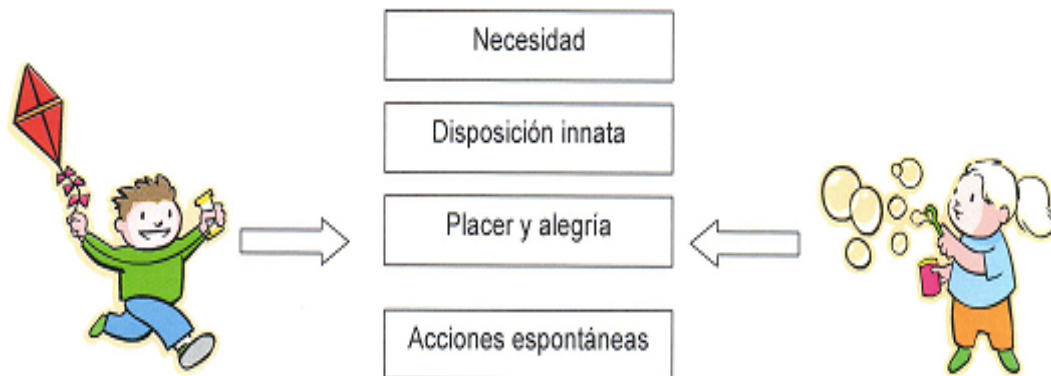 Necesidad
Disposición innata
Placer y alegría
Acciones espontáneas